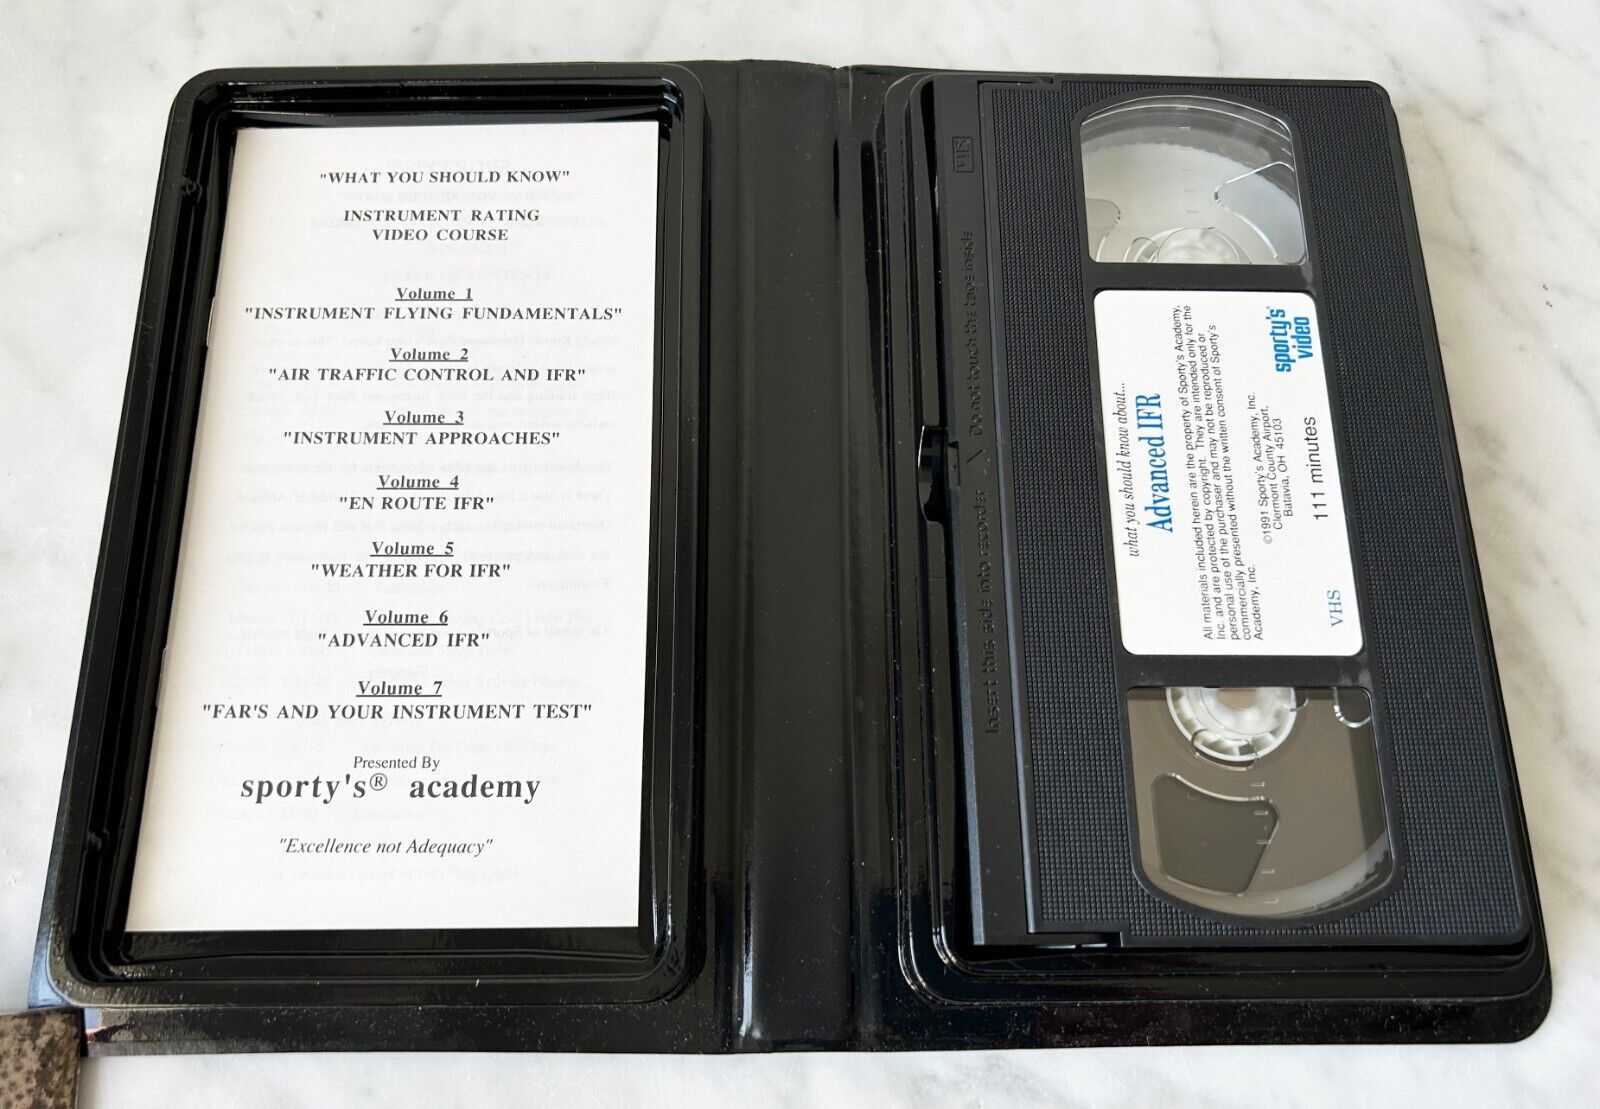 "WHAT YOU SHOULD KNOW"
INSTRUMENT RATING
VIDEO COURSE
Volume 1
"INSTRUMENT FLYING FUNDAMENTALS"
Volume 2
"AIR TRAFFIC CONTROL AND IFR"
Volume 3
"INSTRUMENT APPROACHES"
Volume 4
"EN ROUTE IFR"
Volume 5
"WEATHER FOR IFR"
Volume 6
"ADVANCED IFR"
Volume 7
"FAR'S AND YOUR INSTRUMENT TEST"
Presented By
sporty's® academy
"Excellence not Adequacy"
VHS
Insert this side into recorder
Do not touch the tape inside
what you should know about...
Advanced IFR
All materials included herein are the property of Sporty's Academy,
Inc. and are protected by copyright. They are intended only for the
personal use of the purchaser and may not be reproduced or
commercially presented without the written consent of Sporty's
Academy, Inc.
©1991 Sporty's Academy, Inc.
Clermont County Airport,
Batavia, OH 45103
VHS
111 minutes
sporty's
video